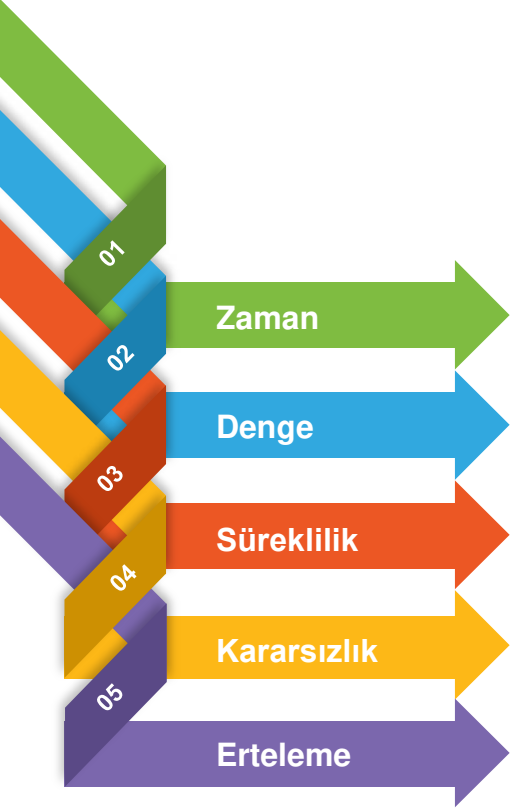 01
Zaman
02
Denge
03
Süreklilik
04
Kararsızlık
05
Erteleme